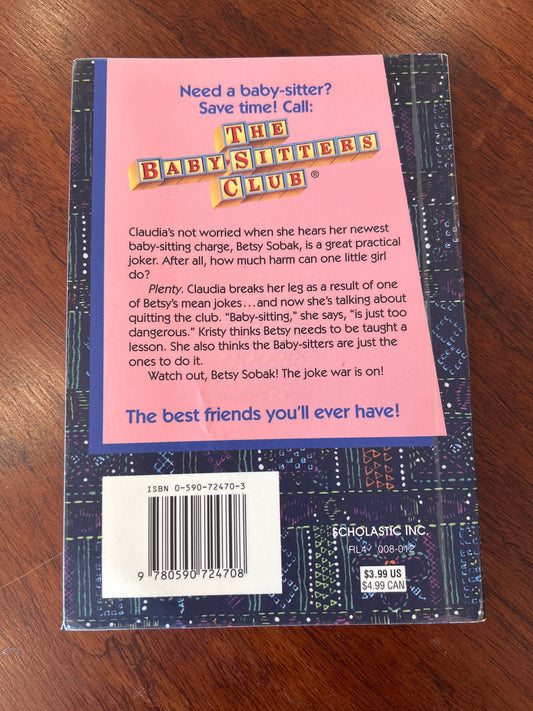 Need a baby-sitter?
Save time! Call:
THE
BABY-SITTERS
CLUB®
Claudia's not worried when she hears her newest
baby-sitting charge, Betsy Sobak, is a great practical
joker. After all, how much harm can one little girl
do?
Plenty. Claudia breaks her leg as a result of one
of Betsy's mean jokes...and now she's talking about
quitting the club. "Baby-sitting," she says, "is just too
dangerous." Kristy thinks Betsy needs to be taught a
lesson. She also thinks the Baby-sitters are just the
ones to do it.
Watch out, Betsy Sobak! The joke war is on!
The best friends you'll ever have!
ISBN 0-590-72470-3
9 780590 724708
SCHOLASTIC INC.
RL4 008-012
$3.99 US
$4.99 CAN